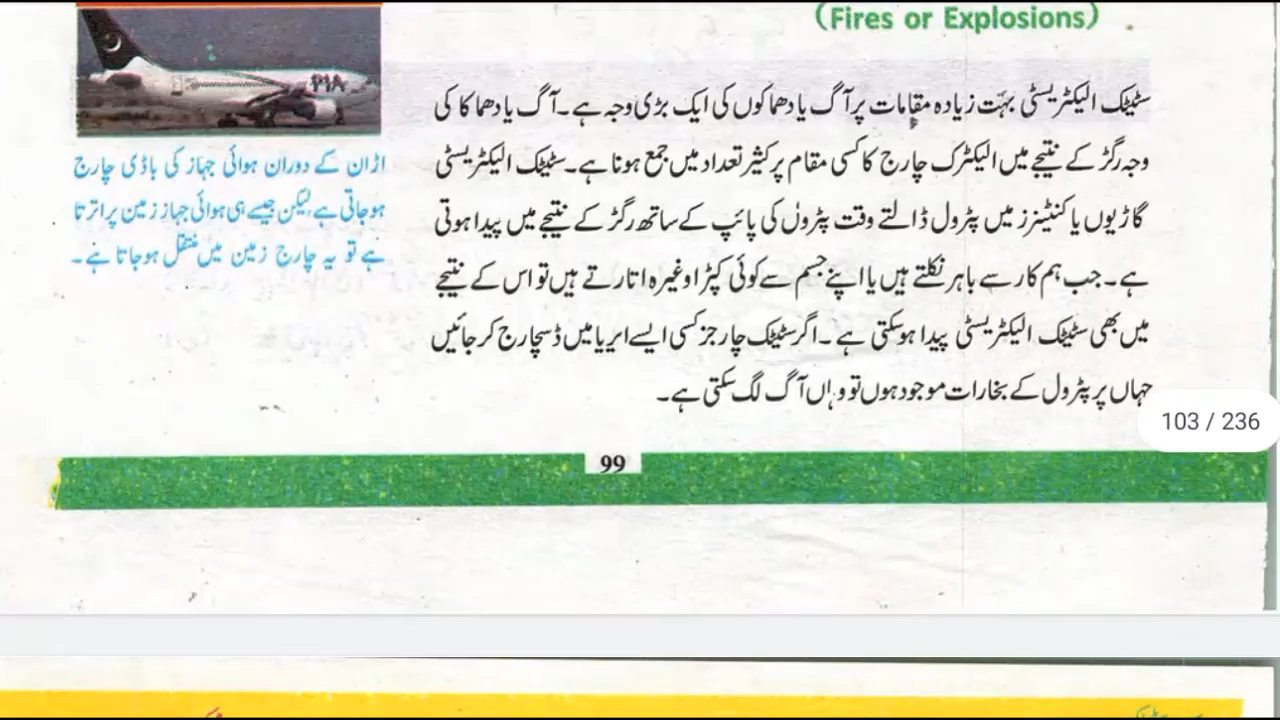 (Fires or Explosions)
سٹیٹک الیکٹریسٹی بہت زیادہ مقامات پر آگ یا دھماکوں کی ایک بڑی وجہ ہے۔ آگ یا دھماکا کی
وجہ رگڑ کے نتیجے میں الیکٹرک چارج کا کسی مقام پر کثیر تعداد میں جمع ہونا ہے۔ سٹیٹک الیکٹریسٹی
گاڑیوں یا کنٹینرز میں پٹرول ڈالتے وقت پٹرول کی پائپ کے ساتھ رگڑ کے نتیجے میں پیدا ہوتی
ہے۔ جب ہم کار سے باہر نکلتے ہیں یا اپنے جسم سے کوئی کپڑا وغیرہ اتارتے ہیں تو اس کے نتیجے
میں بھی سٹیٹک الیکٹریسٹی پیدا ہوسکتی ہے۔ اگر سٹیٹک چارجز کسی ایسے ایریا میں ڈسچارج کر جائیں
جہاں پر پٹرول کے بخارات موجود ہوں تو وہاں آگ لگ سکتی ہے۔
PIA
اڑان کے دوران ہوائی جہاز کی باڈی چارج
ہوجاتی ہے لیکن جیسے ہی ہوائی جہاز زمین پر اترتا
ہے تو یہ چارج زمین میں منتقل ہوجاتا ہے۔
103 / 236
99